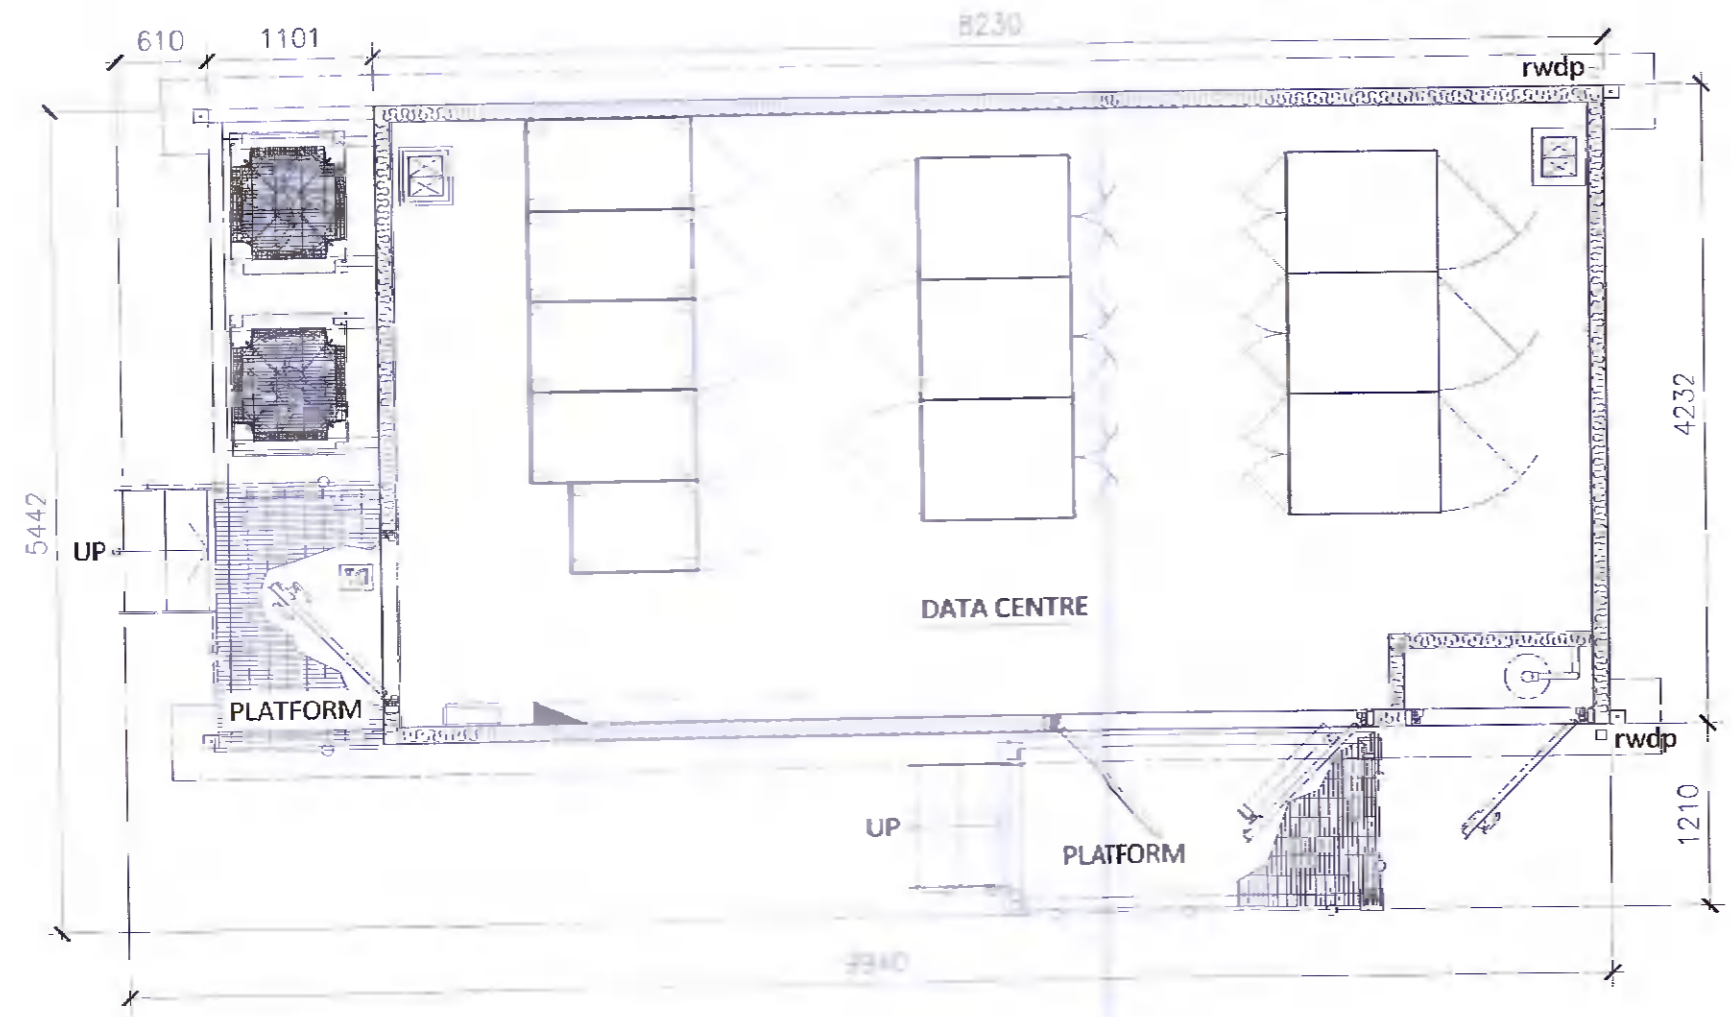 8230
610
1101
rwdp
4232
5442
UP
DATA CENTRE
PLATFORM
rwdp
1210
UP
PLATFORM